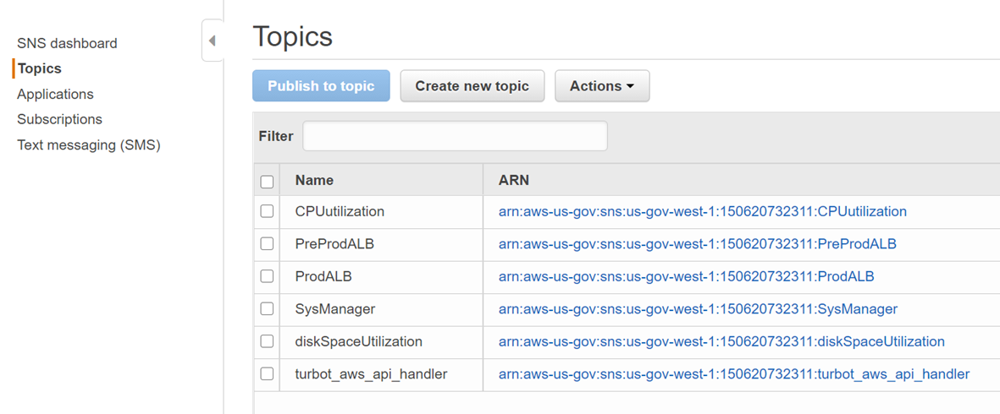 SNS dashboard
Topics
Applications
Subscriptions
Text messaging (SMS)
Topics
Publish to topic Create new topic Actions
Filter
Name ARN
CPUutilization arn:aws-us-gov:sns:us-gov-west-1:150620732311:CPUutilization
PreProdALB arn:aws-us-gov:sns:us-gov-west-1:150620732311:PreProdALB
ProdALB arn:aws-us-gov:sns:us-gov-west-1:150620732311:ProdALB
SysManager arn:aws-us-gov:sns:us-gov-west-1:150620732311:SysManager
diskSpaceUtilization arn:aws-us-gov:sns:us-gov-west-1:150620732311:diskSpaceUtilization
turbot_aws_api_handler arn:aws-us-gov:sns:us-gov-west-1:150620732311:turbot_aws_api_handler